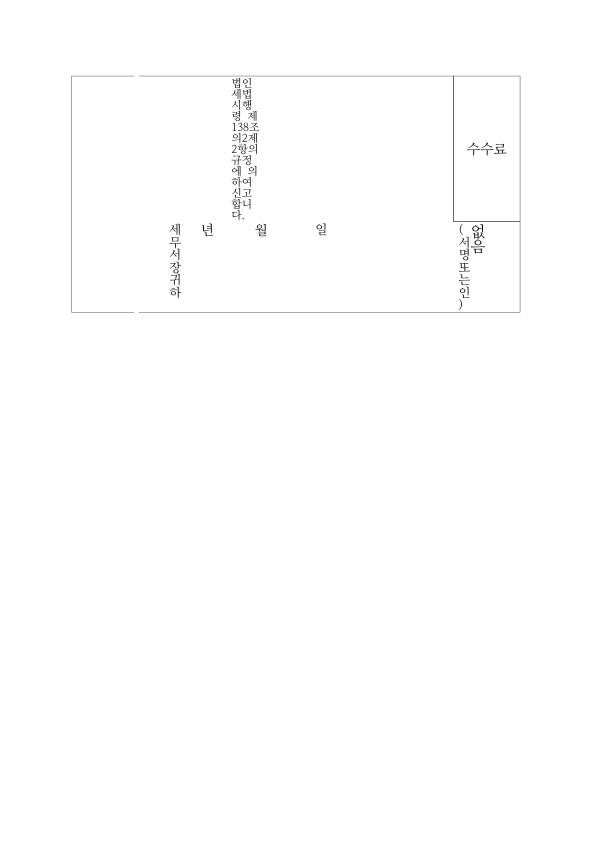 법인
세법
시행
령 제
138조
의2제
2항의
규정
에 의
하여
신고
합니
다.
수수료
년 월 일
세
무
서
장
귀
하
(
서
명
또
는
인
)
없
음